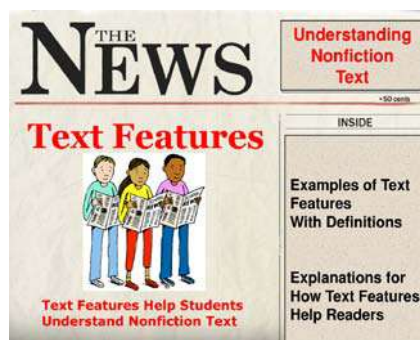 THE
NEWS
Understanding
Nonfiction
Text
•50 cents
Text Features
INSIDE
Examples of Text
Features
With Definitions
Explanations for
How Text Features
Help Readers
Text Features Help Students
Understand Nonfiction Text